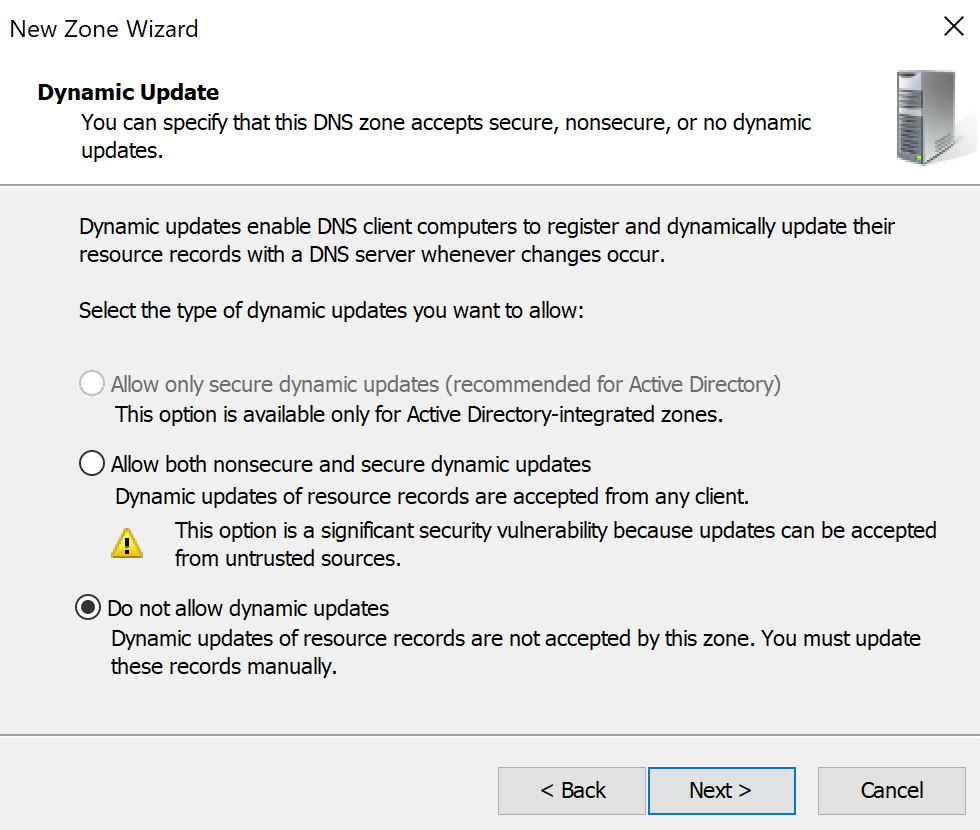 New Zone Wizard
Dynamic Update
You can specify that this DNS zone accepts secure, nonsecure, or no dynamic
updates.
Dynamic updates enable DNS client computers to register and dynamically update their
resource records with a DNS server whenever changes occur.
Select the type of dynamic updates you want to allow:
Allow only secure dynamic updates (recommended for Active Directory)
This option is available only for Active Directory-integrated zones.
Allow both nonsecure and secure dynamic updates
Dynamic updates of resource records are accepted from any client.
This option is a significant security vulnerability because updates can be accepted
from untrusted sources.
Do not allow dynamic updates
Dynamic updates of resource records are not accepted by this zone. You must update
these records manually.
< Back Next > Cancel